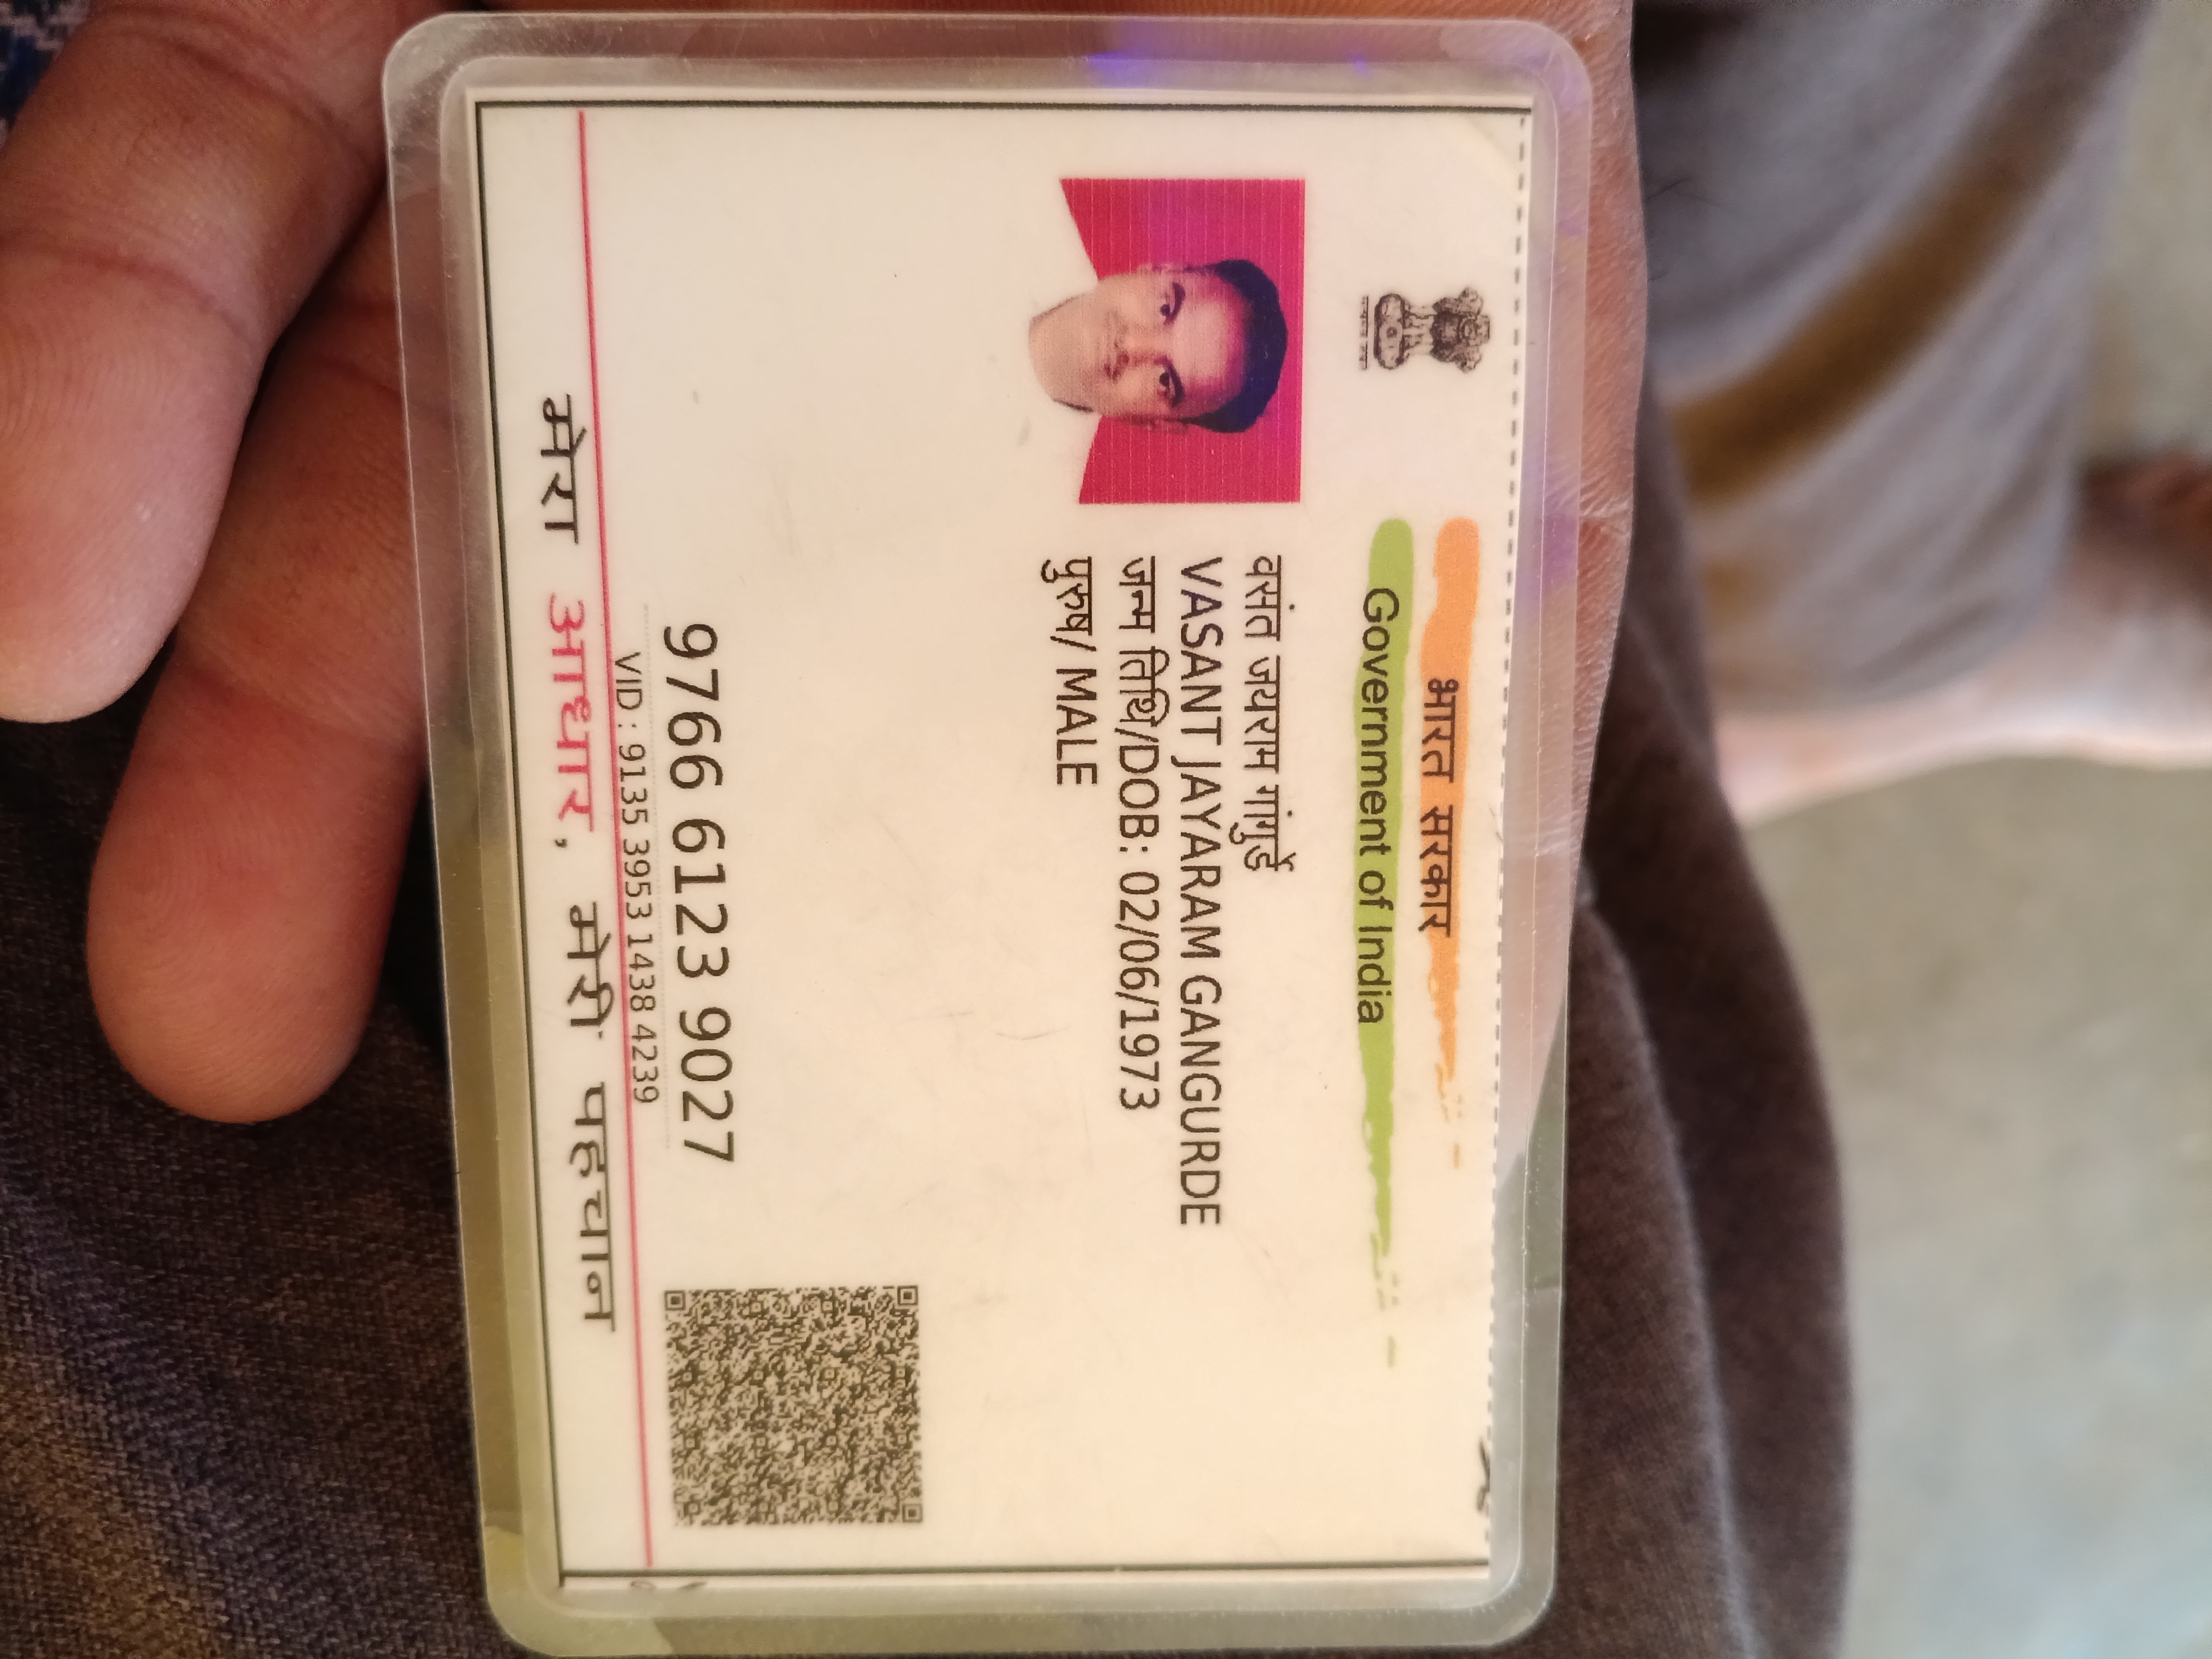 भारत सरकार
Government of India
वसंत जयराम गांगुर्डे
VASANT JAYARAM GANGURDE
जन्म तिथि/DOB: 02/06/1973
पुरुष/ MALE
9766 6123 9027
VID : 9135 3953 1438 4239
मेरा आधार, मेरी पहचान